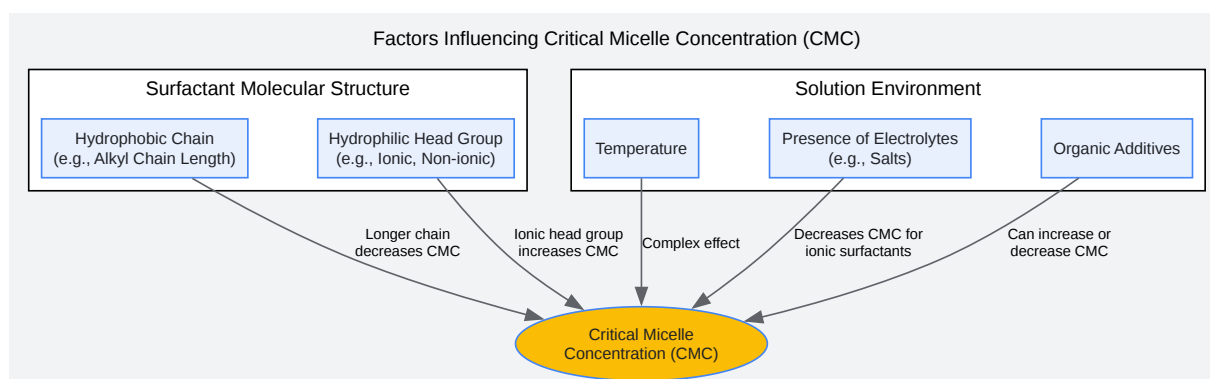 Factors Influencing Critical Micelle Concentration (CMC)
Surfactant Molecular Structure
Hydrophobic Chain
(e.g., Alkyl Chain Length)
Hydrophilic Head Group
(e.g., Ionic, Non-ionic)
Solution Environment
Temperature
Presence of Electrolytes
(e.g., Salts)
Organic Additives
Longer chain
decreases CMC
Ionic head group
increases CMC
Complex effect
Decreases CMC for
ionic surfactants
Can increase or
decrease CMC
Critical Micelle
Concentration (CMC)